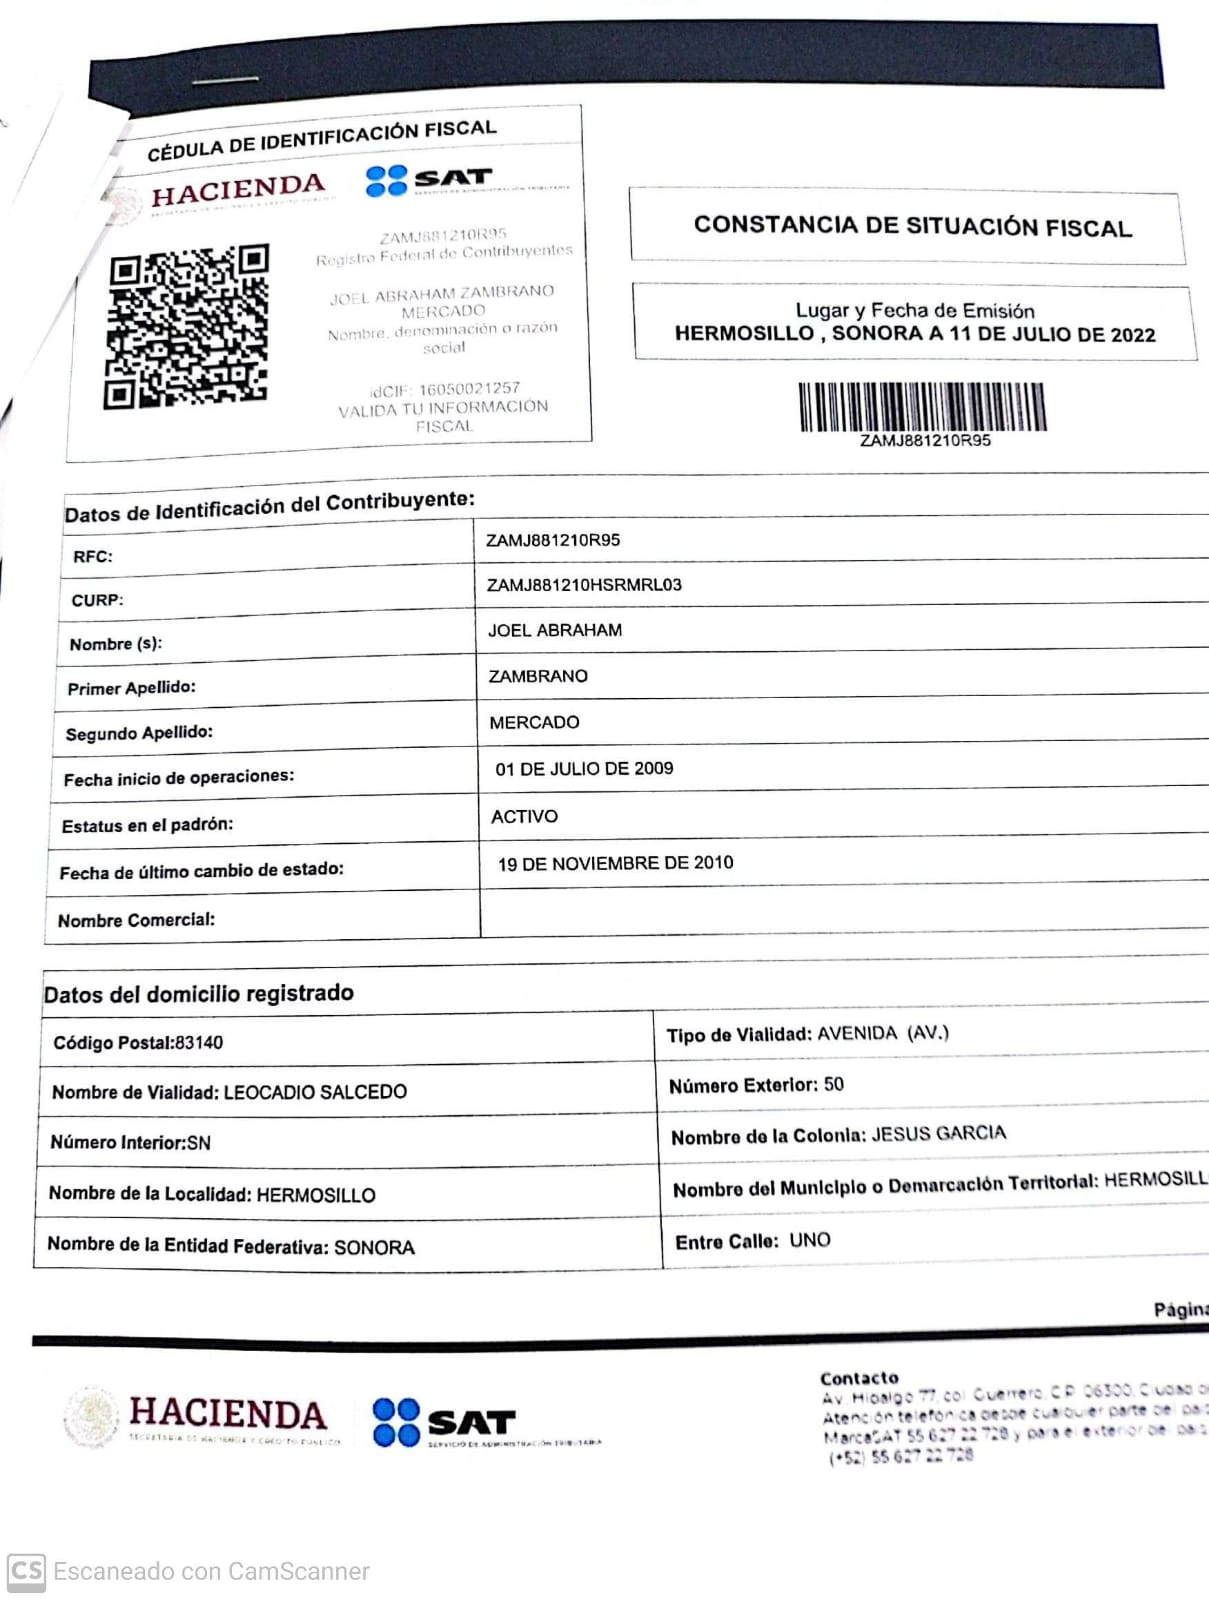 CÉDULA DE IDENTIFICACIÓN FISCAL
HACIENDA
SECRETARÍA DE HACIENDA Y CRÉDITO PÚBLICO
SAT
SERVICIO DE ADMINISTRACIÓN TRIBUTARIA
ZAMJ881210R95
Registro Federal de Contribuyentes
JOEL ABRAHAM ZAMBRANO
MERCADO
Nombre, denominación o razón
social
idCIF: 16050021257
VALIDA TU INFORMACIÓN
FISCAL
CONSTANCIA DE SITUACIÓN FISCAL
Lugar y Fecha de Emisión
HERMOSILLO , SONORA A 11 DE JULIO DE 2022
ZAMJ881210R95
Datos de Identificación del Contribuyente:
RFC: ZAMJ881210R95
CURP: ZAMJ881210HSRMRL03
Nombre (s): JOEL ABRAHAM
Primer Apellido: ZAMBRANO
Segundo Apellido: MERCADO
Fecha inicio de operaciones: 01 DE JULIO DE 2009
Estatus en el padrón: ACTIVO
Fecha de último cambio de estado: 19 DE NOVIEMBRE DE 2010
Nombre Comercial:
Datos del domicilio registrado
Código Postal:83140 Tipo de Vialidad: AVENIDA (AV.)
Nombre de Vialidad: LEOCADIO SALCEDO Número Exterior: 50
Número Interior:SN Nombre de la Colonia: JESUS GARCIA
Nombre de la Localidad: HERMOSILLO Nombre del Municipio o Demarcación Territorial: HERMOSILL
Nombre de la Entidad Federativa: SONORA Entre Calle: UNO
Página
HACIENDA
SECRETARÍA DE HACIENDA Y CRÉDITO PÚBLICO
SAT
SERVICIO DE ADMINISTRACIÓN TRIBUTARIA
Contacto
Av. Hidalgo 77, col. Guerrero, C.P. 06300, Ciudad
Atención telefónica desde cualquier parte del
MarcaSAT 55 627 22 728 y para el exterior del
(+52) 55 627 22 728
CS Escaneado con CamScanner